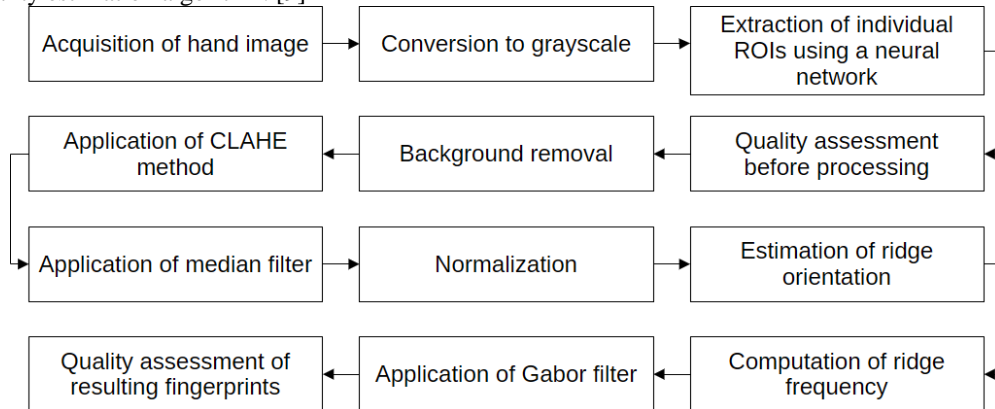 Acquisition of hand image
Conversion to grayscale
Extraction of individual
ROIs using a neural
network
Application of CLAHE
method
Background removal
Quality assessment
before processing
Application of median filter
Normalization
Estimation of ridge
orientation
Quality assessment of
resulting fingerprints
Application of Gabor filter
Computation of ridge
frequency